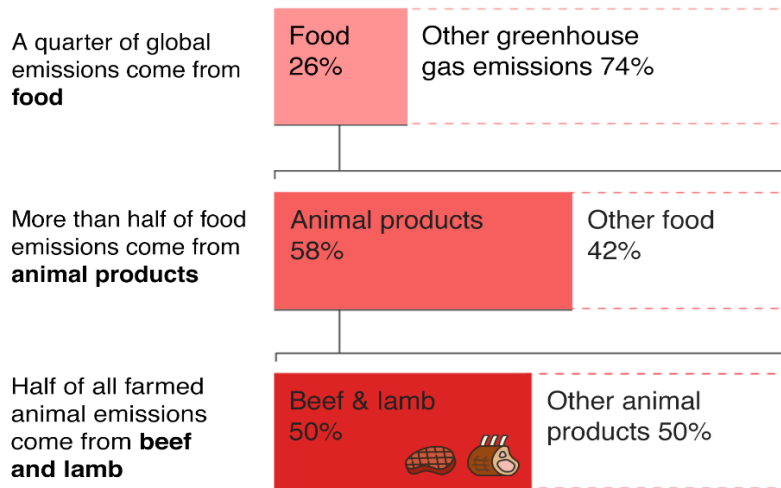 A quarter of global
emissions come from
food
Food
26%
Other greenhouse
gas emissions 74%
More than half of food
emissions come from
animal products
Animal products
58%
Other food
42%
Half of all farmed
animal emissions
come from beef
and lamb
Beef & lamb
50%
Other animal
products 50%